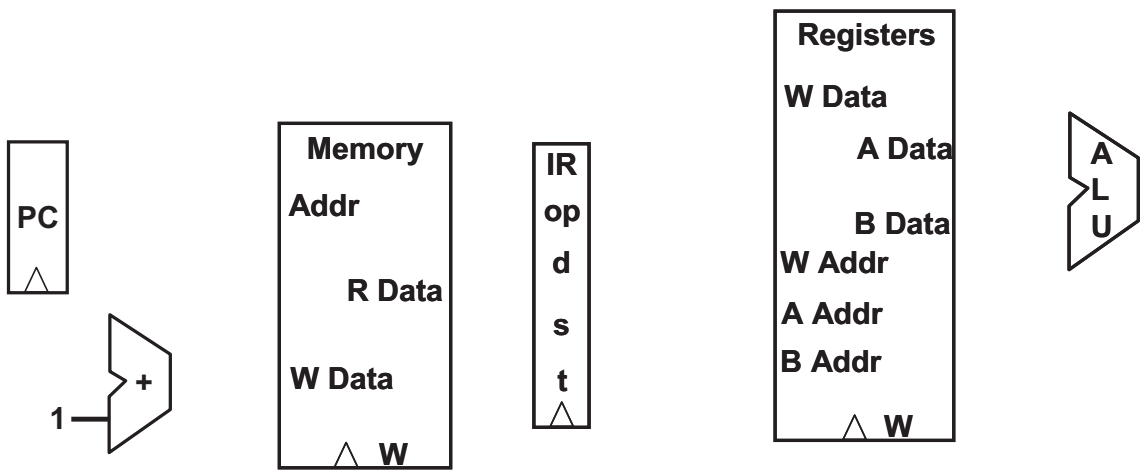 PC
+
1
Memory
Addr
R Data
W Data
W
IR
op
d
s
t
Registers
W Data
A Data
B Data
W Addr
A Addr
B Addr
W
A
L
U